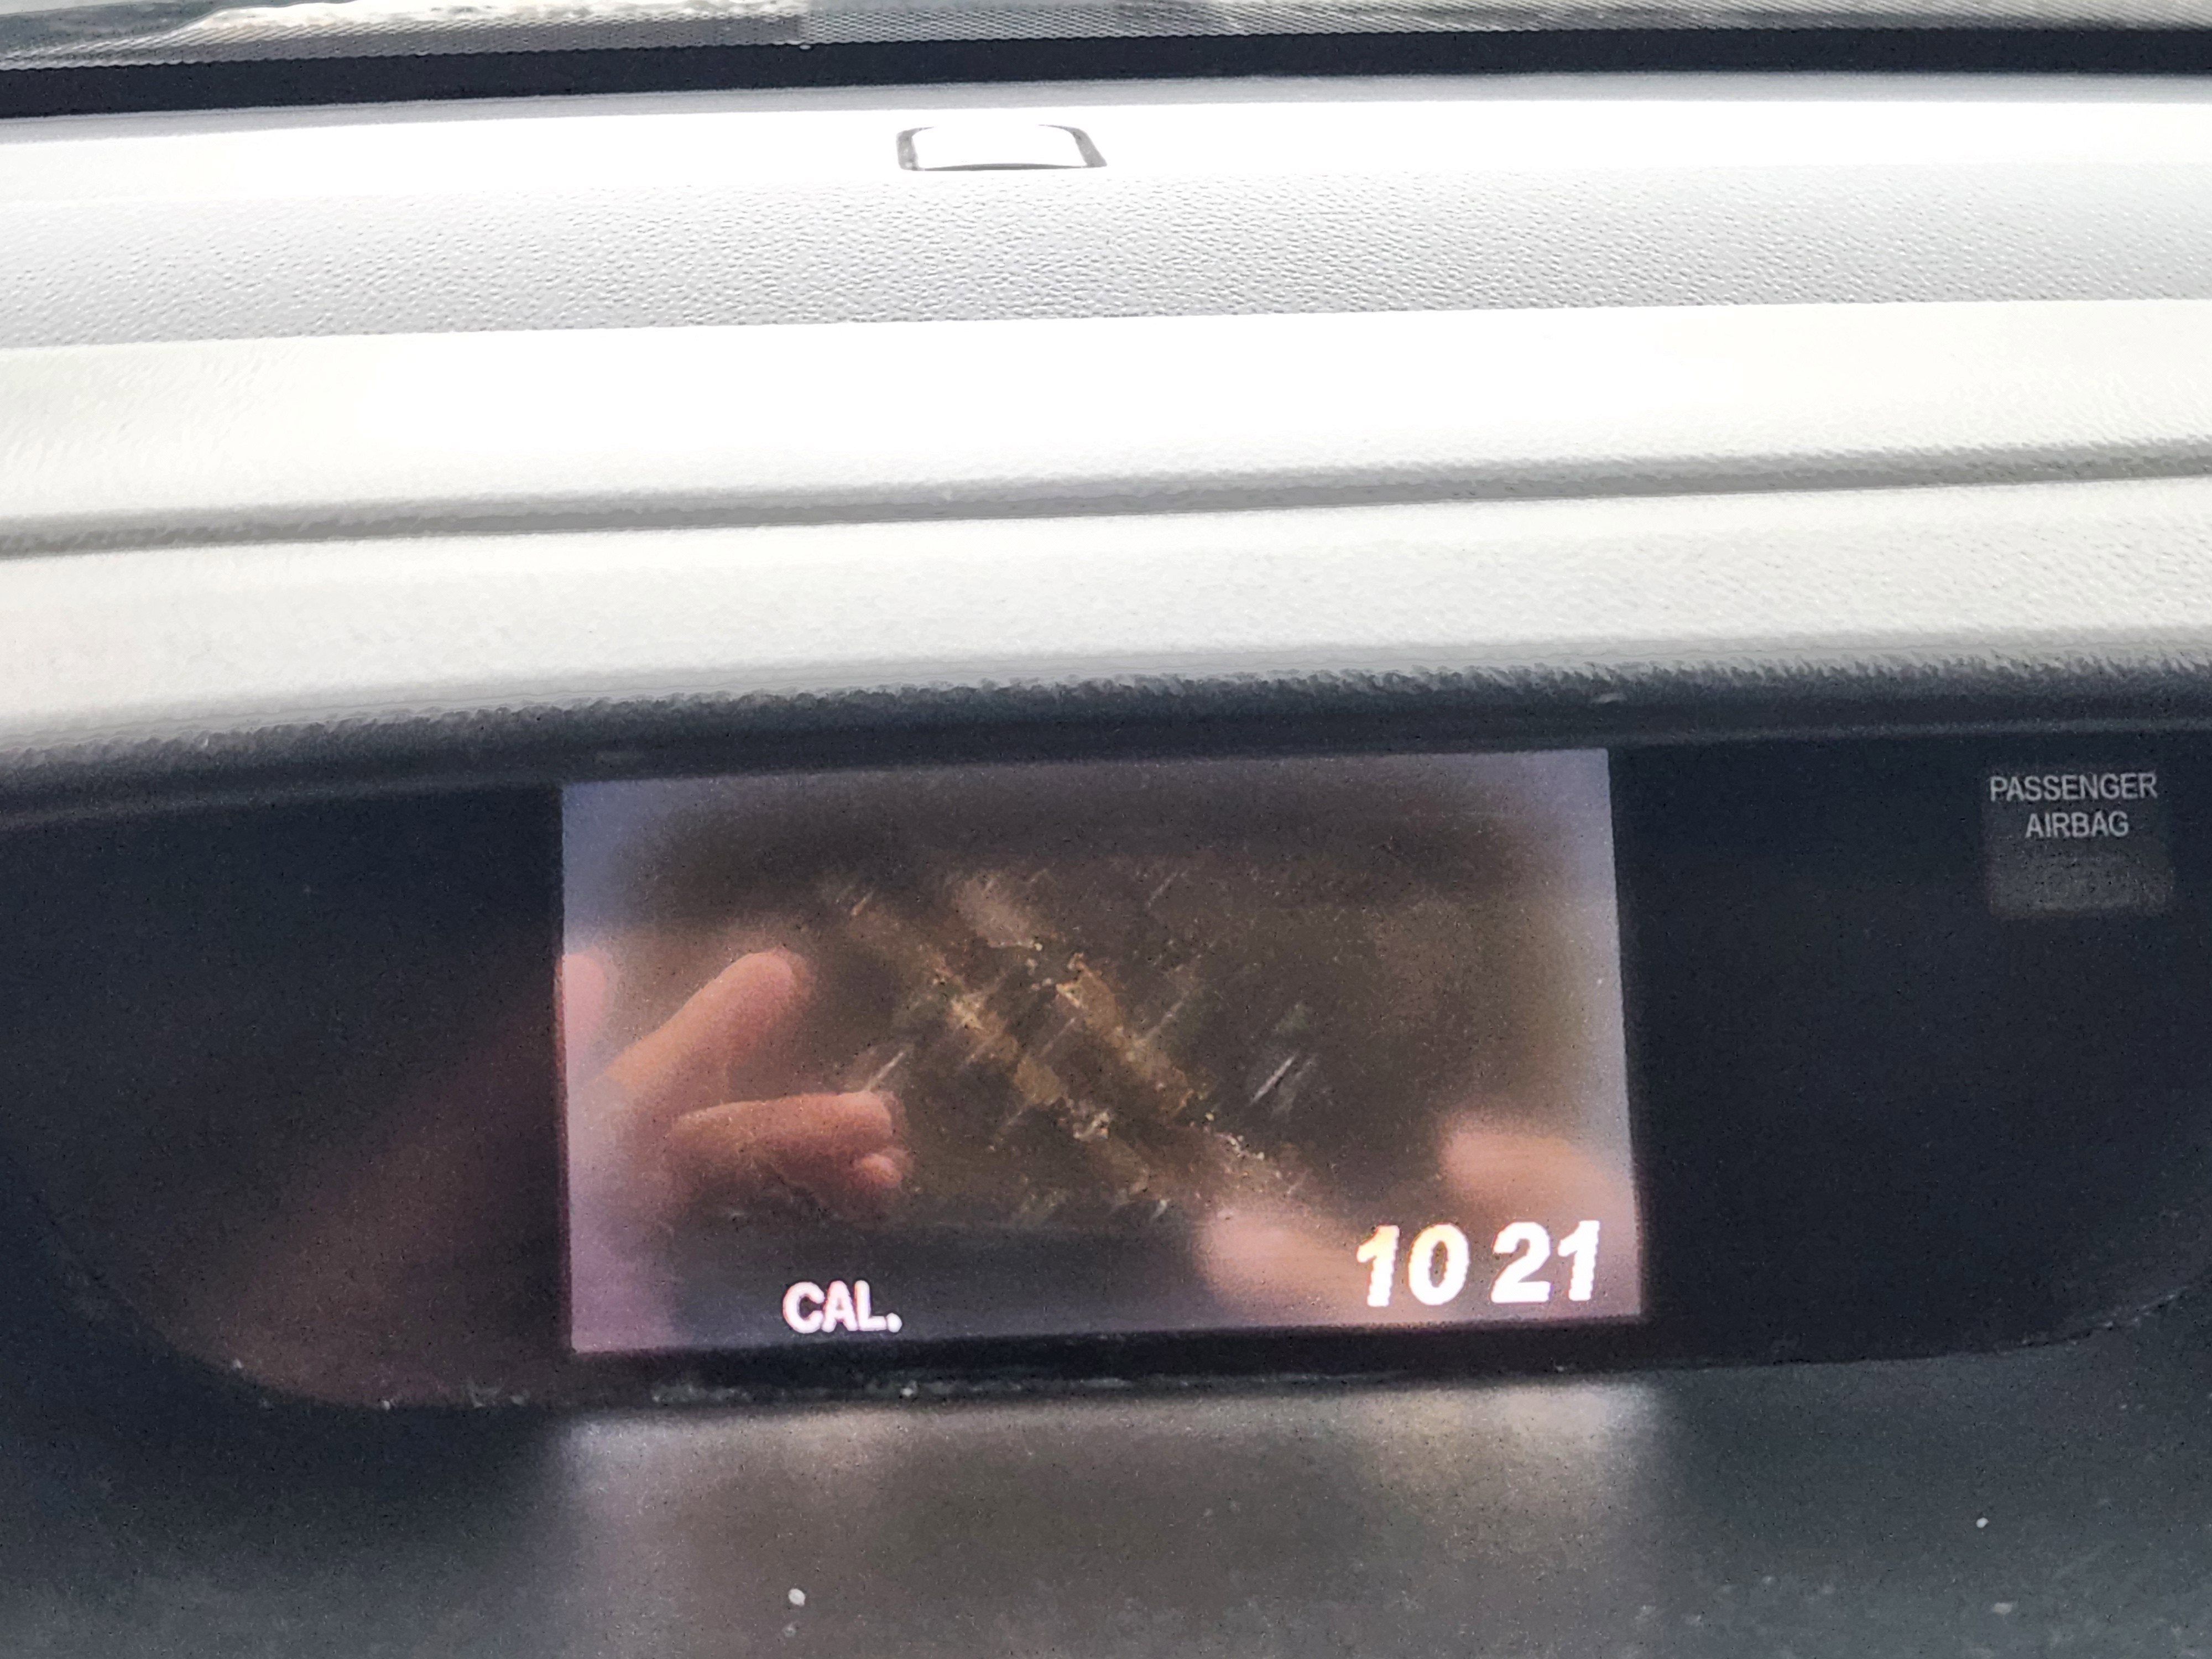 PASSENGER
AIRBAG
CAL.
10 21